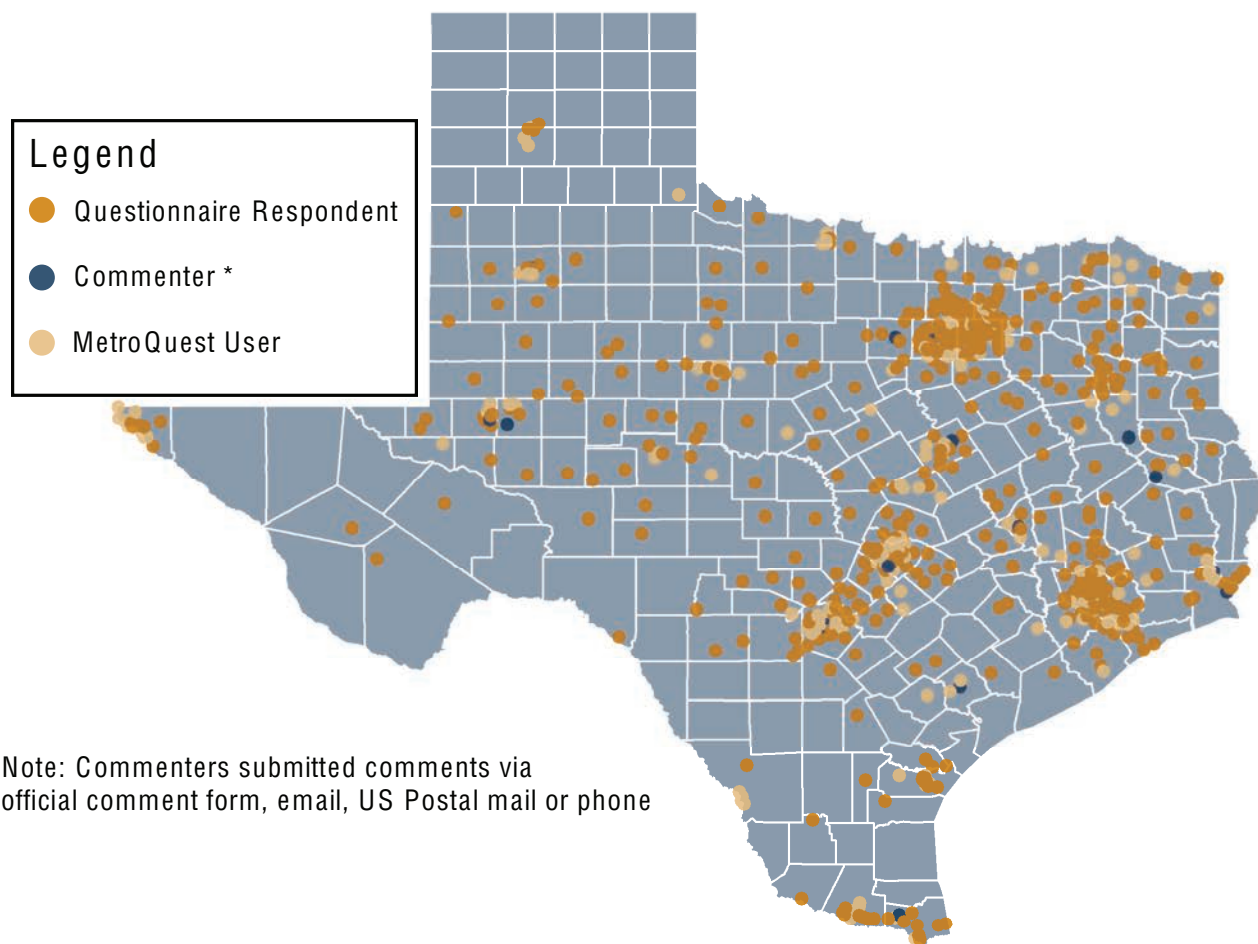 Legend
Questionnaire Respondent
Commenter *
MetroQuest User
Note: Commenters submitted comments via
official comment form, email, US Postal mail or phone